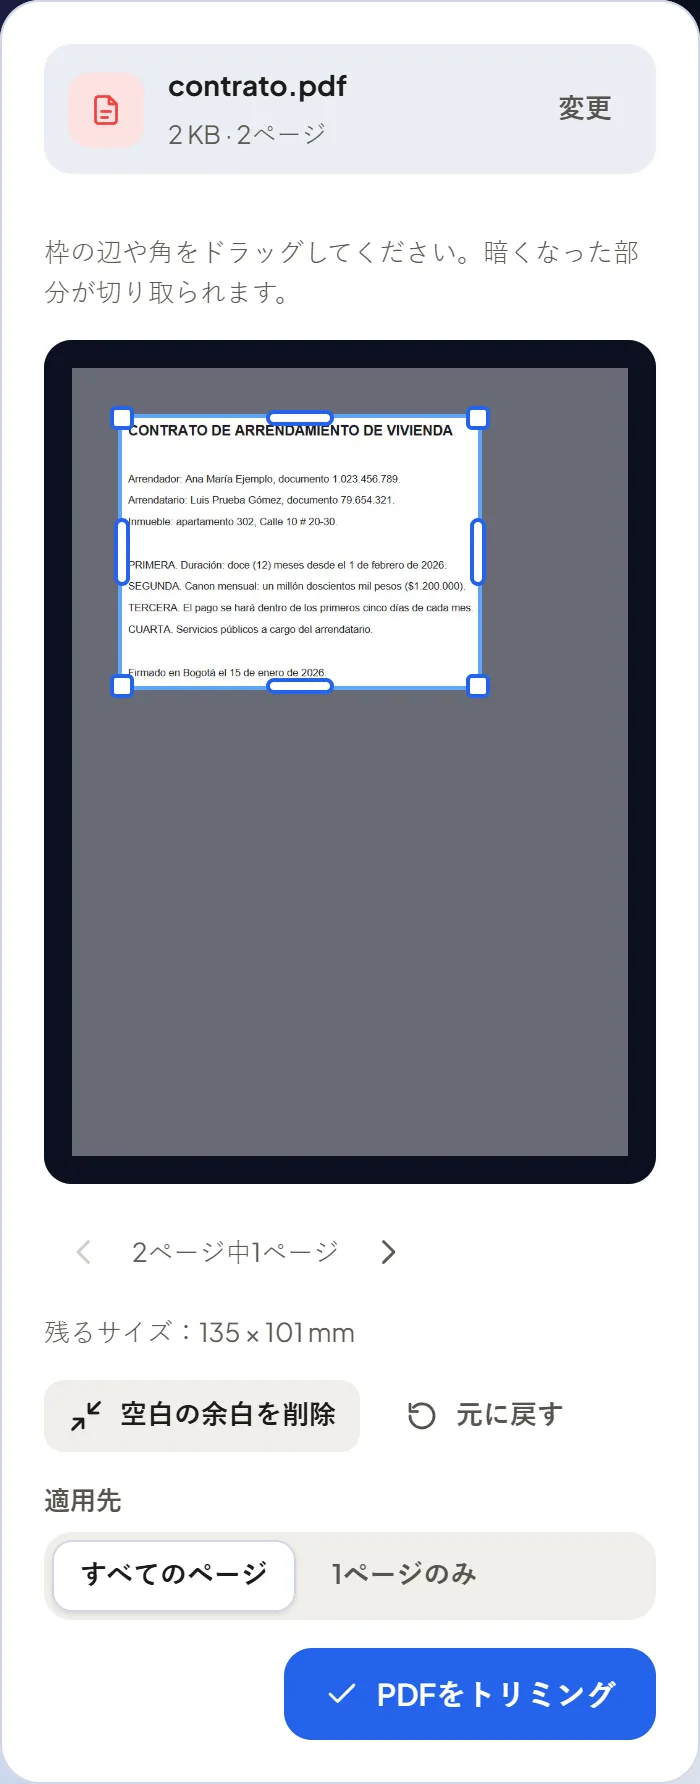 contrato.pdf
2 KB · 2ページ
変更
枠の辺や角をドラッグしてください。暗くなった部
分が切り取られます。
CONTRATO DE ARRENDAMIENTO DE VIVIENDA
Arrendador: Ana María Ejemplo, documento 1.023.456.789.
Arrendatario: Luis Prueba Gómez, documento 79.654.321.
Inmueble: apartamento 302, Calle 10 # 20-30.
PRIMERA. Duración: doce (12) meses desde el 1 de febrero de 2026.
SEGUNDA. Canon mensual: un millón doscientos mil pesos ($1.200.000).
TERCERA. El pago se hará dentro de los primeros cinco días de cada mes.
CUARTA. Servicios públicos a cargo del arrendatario.
Firmado en Bogotá el 15 de enero de 2026
2ページ中1ページ
残るサイズ：135 x 101 mm
空白の余白を削除
元に戻す
適用先
すべてのページ
1ページのみ
PDFをトリミング